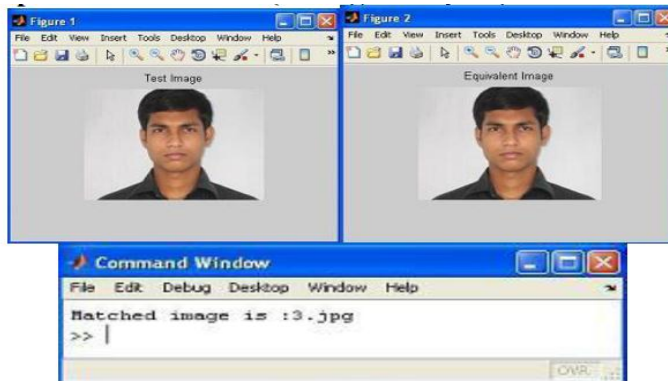 Figure 1
File Edit View Insert Tools Desktop Window Help
Test Image
Figure 2
File Edit View Insert Tools Desktop Window Help
Equivalent Image
Command Window
File Edit Debug Desktop Window Help
Matched image is :3.jpg
>>
OVR